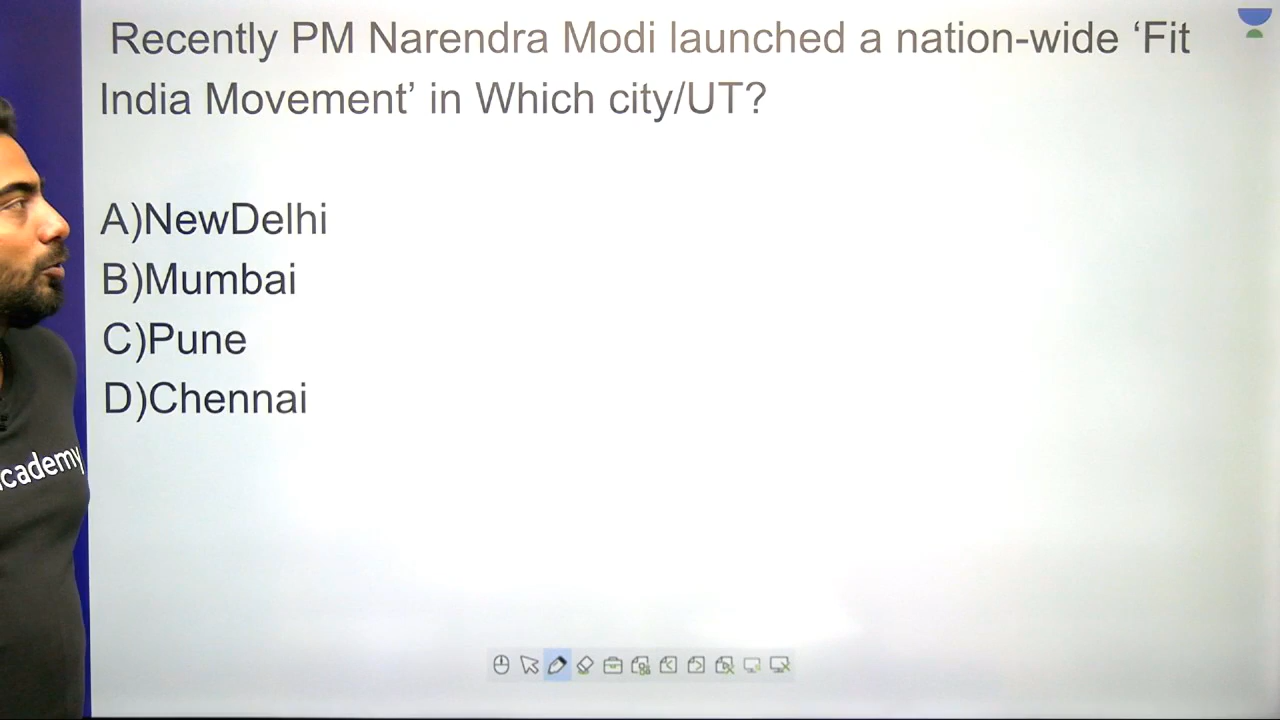 Recently PM Narendra Modi launched a nation-wide ‘Fit
India Movement’ in Which city/UT?
A)NewDelhi
B)Mumbai
C)Pune
D)Chennai
cademy